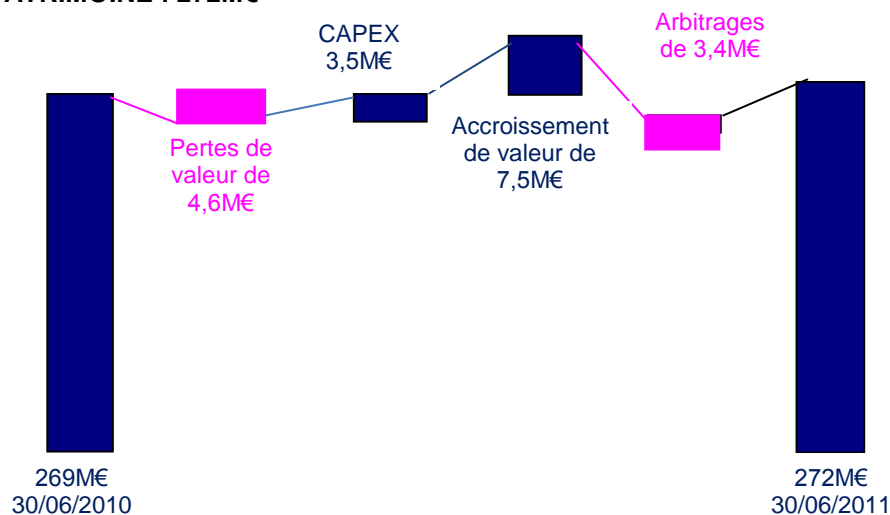 CAPEX
3,5M€
Arbitrages
de 3,4M€
Pertes de
valeur de
4,6M€
Accroissement
de valeur de
7,5M€
269M€
30/06/2010
272M€
30/06/2011